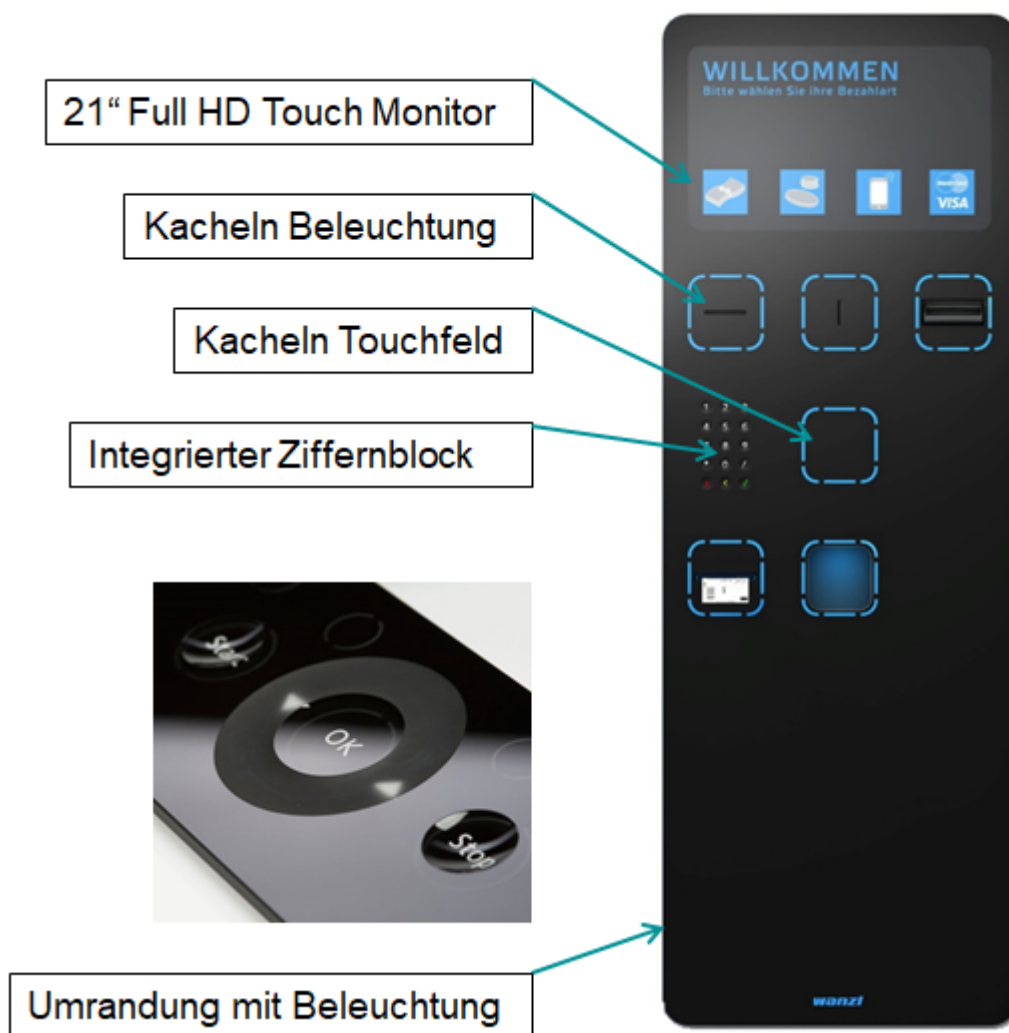 21“ Full HD Touch Monitor
Kacheln Beleuchtung
Kacheln Touchfeld
Integrierter Ziffernblock
Umrandung mit Beleuchtung
WILLKOMMEN
Bitte wählen Sie ihre Bezahlart
VISA
1 2 3
4 5 6
8 9
0
OK
Stop
wanzl